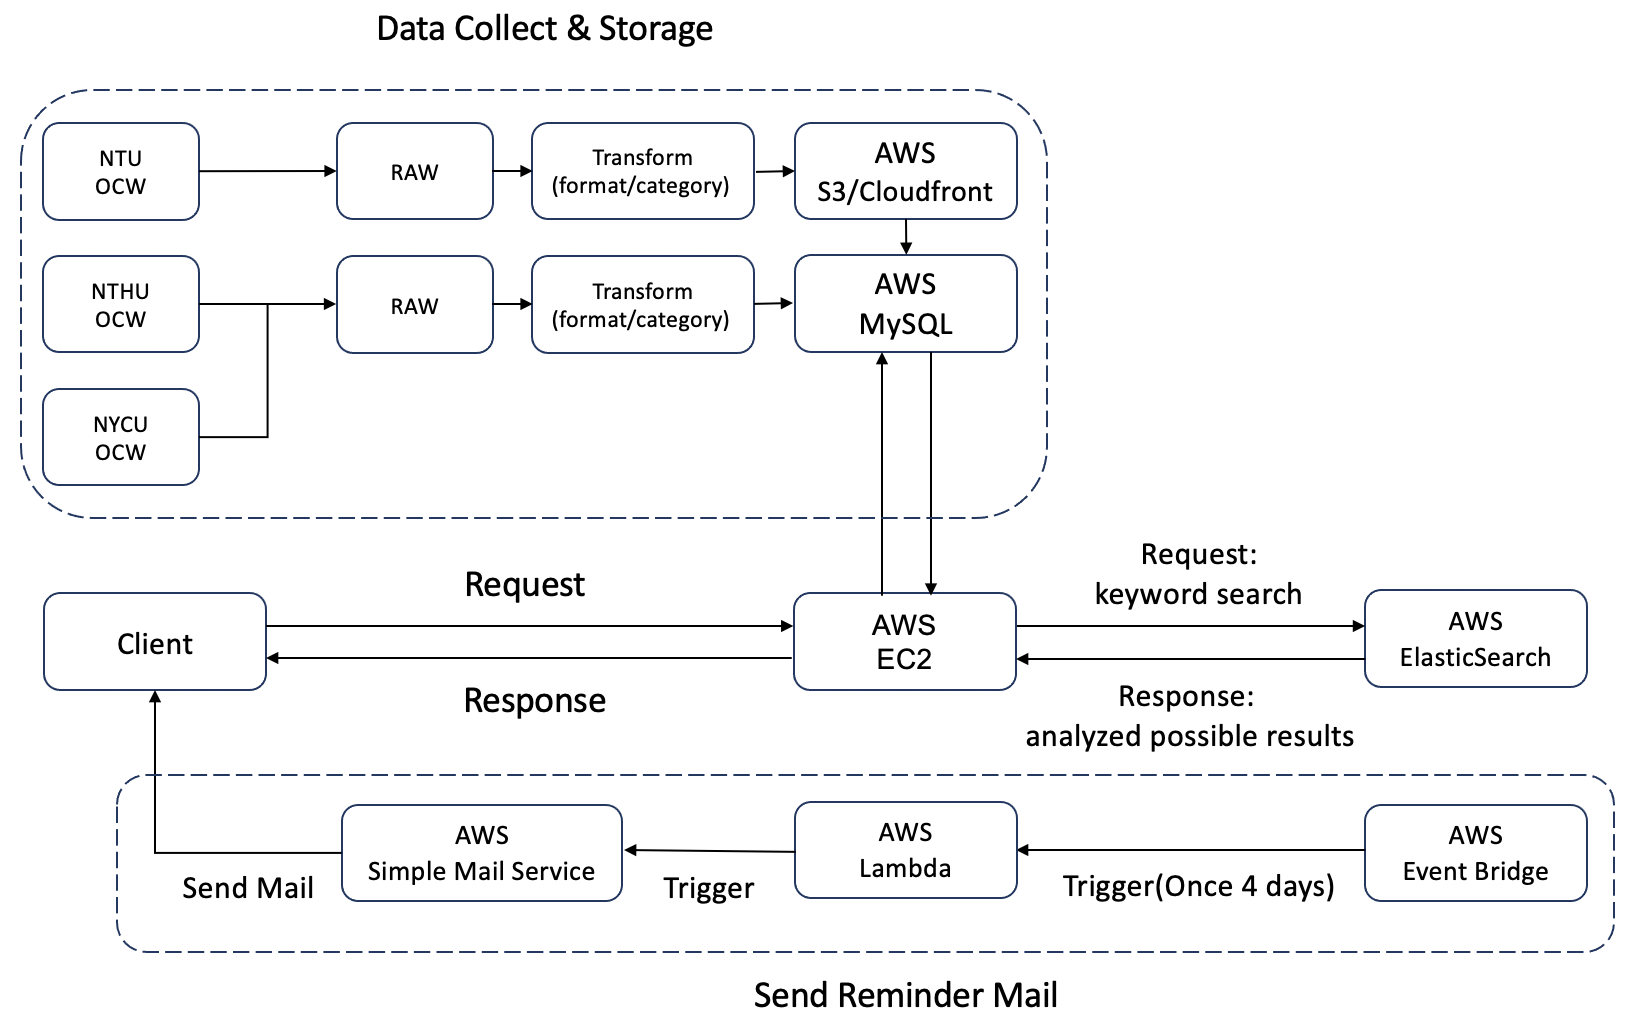 Data Collect & Storage
NTU
OCW
RAW
Transform
(format/category)
AWS
S3/Cloudfront
NTHU
OCW
RAW
Transform
(format/category)
AWS
MySQL
NYCU
OCW
Client
Request
Response
AWS
EC2
Request:
keyword search
Response:
analyzed possible results
AWS
ElasticSearch
Send Mail
AWS
Simple Mail Service
Trigger
AWS
Lambda
Trigger(Once 4 days)
AWS
Event Bridge
Send Reminder Mail